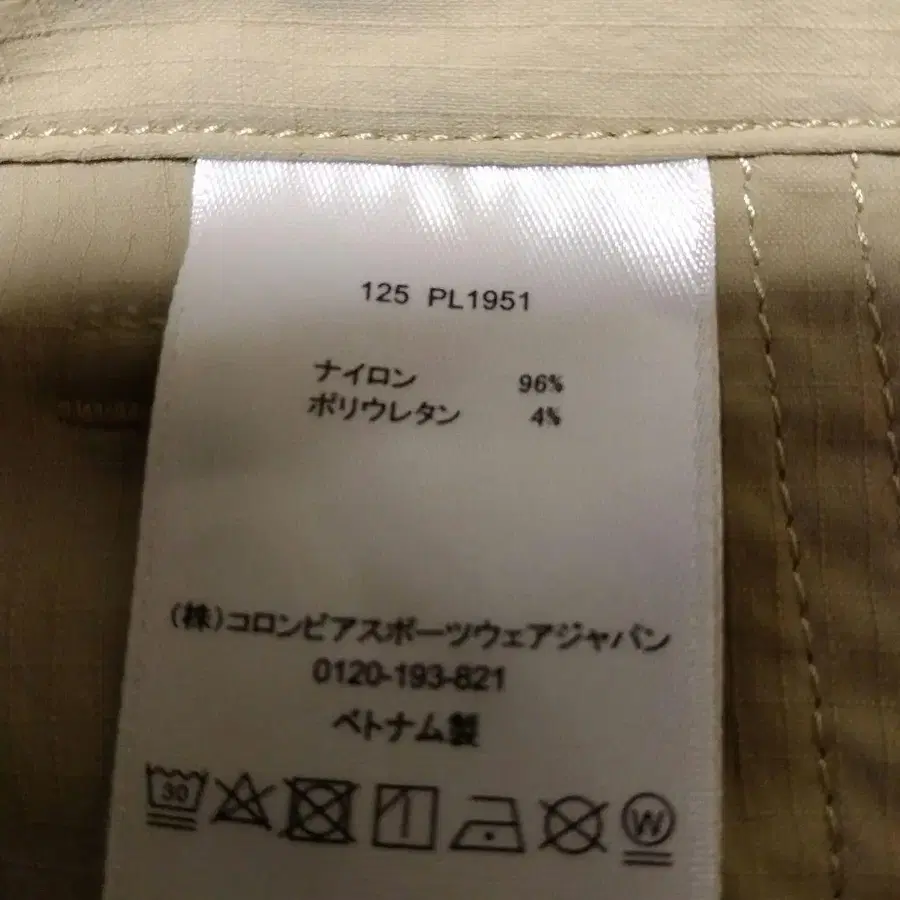 125 PL1951
ナイロン 96%
ポリウレタン 4%
(株)コロンビアスポーツウェアジャパン
0120-193-821
ベトナム製
30 W